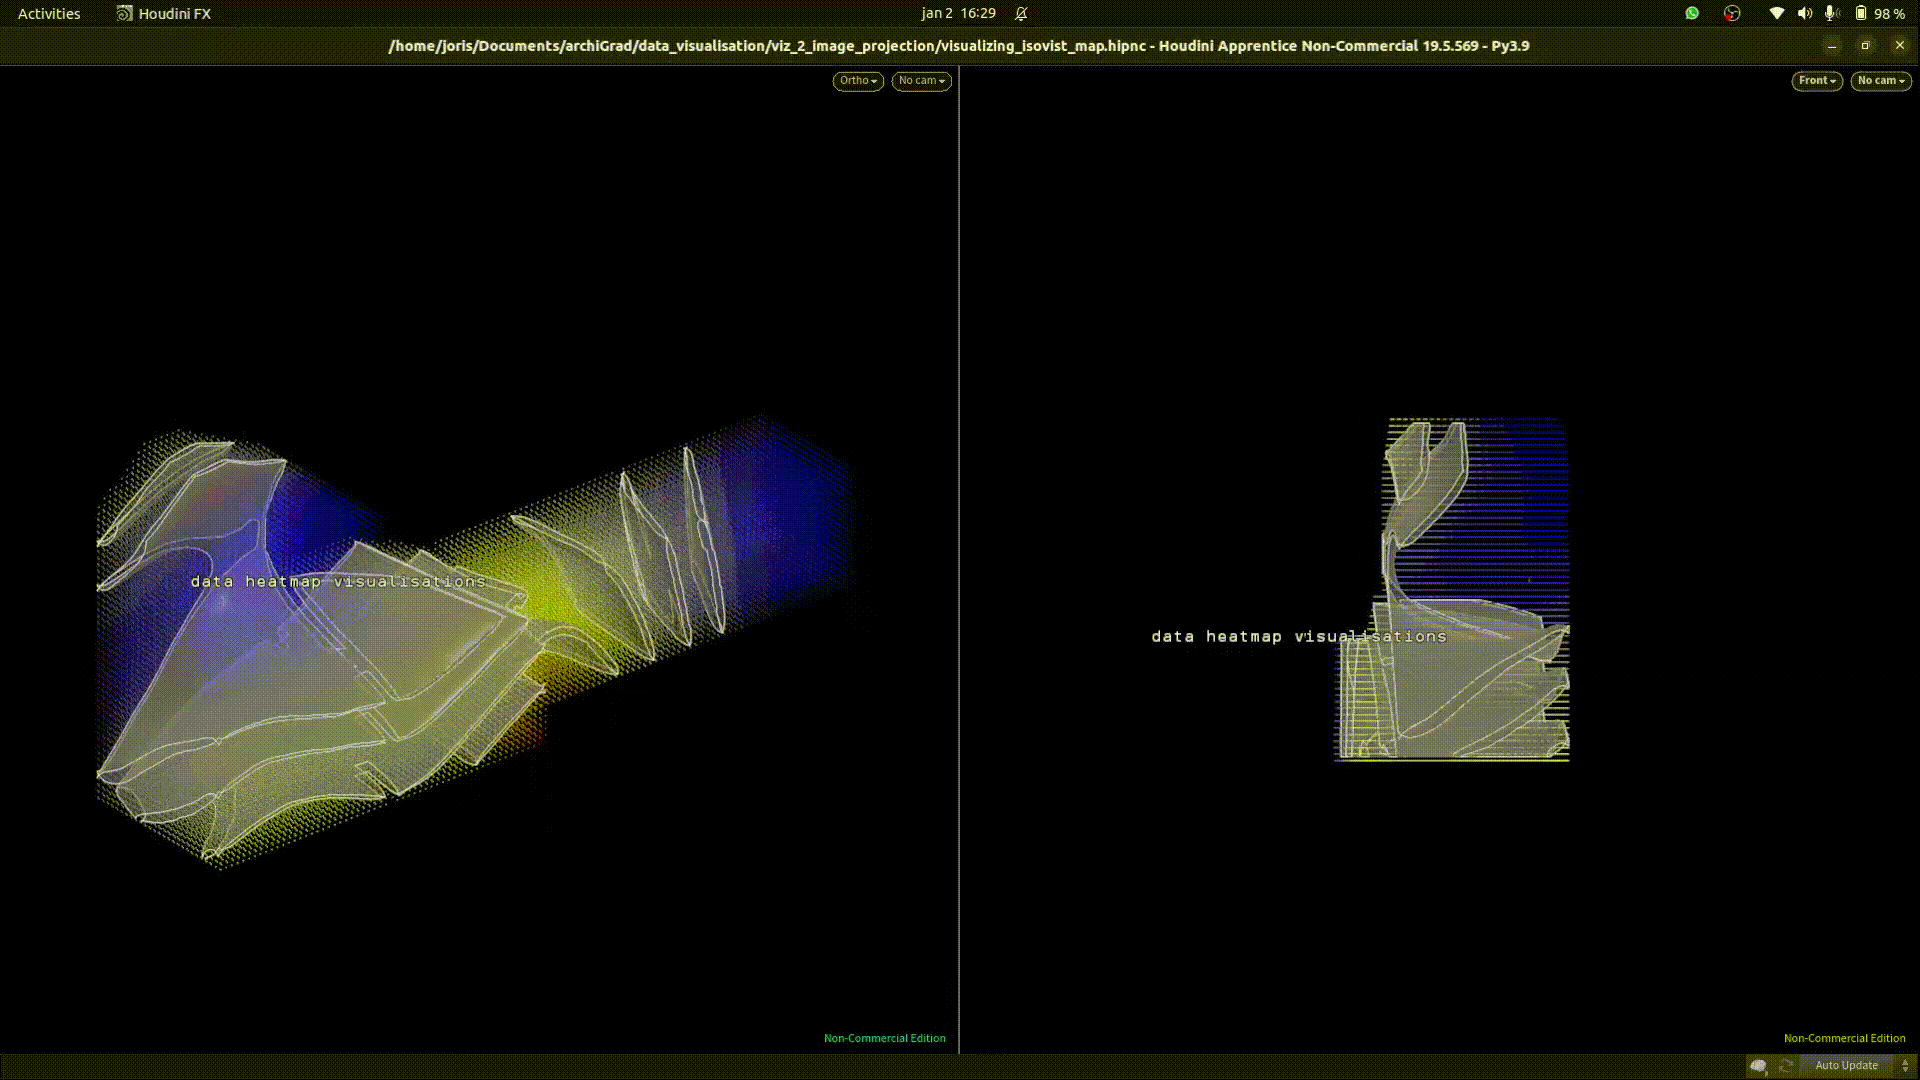 Activities Houdini FX jan 2 16:29 98 %
/home/joris/Documents/archiGrad/data_visualisation/viz_2_image_projection/visualizing_isovist_map.hipnc - Houdini Apprentice Non-Commercial 19.5.569 - Py3.9
Ortho No cam Front No cam
data heatmap visualisations
data heatmap visualisations
Non-Commercial Edition Non-Commercial Edition
Auto Update